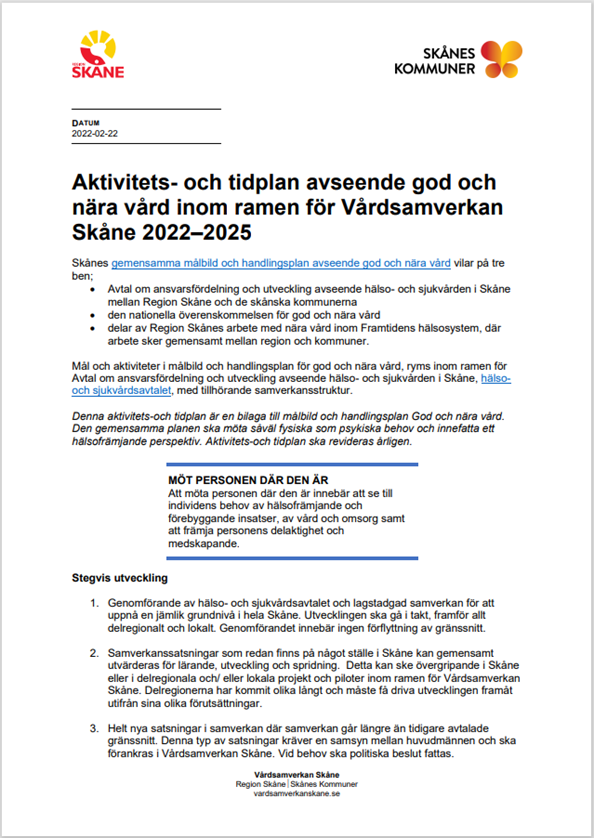 REGION
SKÅNE
SKÅNES
KOMMUNER
DATUM
2022-02-22
Aktivitets- och tidplan avseende god och
nära vård inom ramen för Vårdsamverkan
Skåne 2022–2025
Skånes gemensamma målbild och handlingsplan avseende god och nära vård vilar på tre
ben;
• Avtal om ansvarsfördelning och utveckling avseende hälso- och sjukvården i Skåne
mellan Region Skåne och de skånska kommunerna
• den nationella överenskommelsen för god och nära vård
• delar av Region Skånes arbete med nära vård inom Framtidens hälsosystem, där
arbete sker gemensamt mellan region och kommuner.
Mål och aktiviteter i målbild och handlingsplan för god och nära vård, ryms inom ramen för
Avtal om ansvarsfördelning och utveckling avseende hälso- och sjukvården i Skåne, hälso-
och sjukvårdsavtalet, med tillhörande samverkansstruktur.
Denna aktivitets-och tidplan är en bilaga till målbild och handlingsplan God och nära vård.
Den gemensamma planen ska möta såväl fysiska som psykiska behov och innefatta ett
hälsofrämjande perspektiv. Aktivitets-och tidplan ska revideras årligen.
MÖT PERSONEN DÄR DEN ÄR
Att möta personen där den är innebär att se till
individens behov av hälsofrämjande och
förebyggande insatser, av vård och omsorg samt
att främja personens delaktighet och
medskapande.
Stegvis utveckling
1. Genomförande av hälso- och sjukvårdsavtalet och lagstadgad samverkan för att
uppnå en jämlik grundnivå i hela Skåne. Utvecklingen ska gå i takt, framför allt
delregionalt och lokalt. Genomförandet innebär ingen förflyttning av gränssnitt.
2. Samverkanssatsningar som redan finns på något ställe i Skåne kan gemensamt
utvärderas för lärande, utveckling och spridning. Detta kan ske övergripande i Skåne
eller i delregionala och/ eller lokala projekt och piloter inom ramen för Vårdsamverkan
Skåne. Delregionerna har kommit olika långt och måste få driva utvecklingen framåt
utifrån sina olika förutsättningar.
3. Helt nya satsningar i samverkan där samverkan går längre än tidigare avtalade
gränssnitt. Denna typ av satsningar kräver en samsyn mellan huvudmännen och ska
förankras i Vårdsamverkan Skåne. Vid behov ska politiska beslut fattas.
Vårdsamverkan Skåne
Region Skåne | Skånes Kommuner
vardsamverkanskane.se